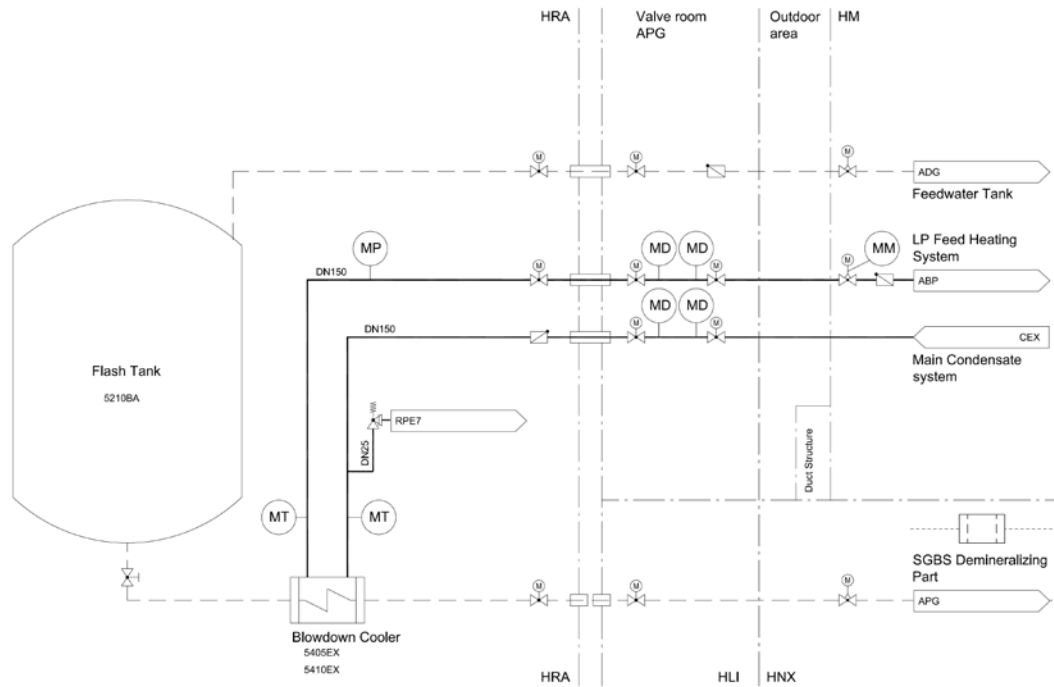 HRA
Valve room
APG
Outdoor
area
HM
M
M
M
ADG
Feedwater Tank
MP
MD
MD
MM
LP Feed Heating
System
DN150
M
M
M
M
ABP
MD
MD
DN150
M
M
CEX
Main Condensate
system
Flash Tank
5210BA
RPE7
DN25
Duct Structure
MT
MT
SGBS Demineralizing
Part
M
M
M
APG
Blowdown Cooler
5405EX
5410EX
HRA
HLI
HNX